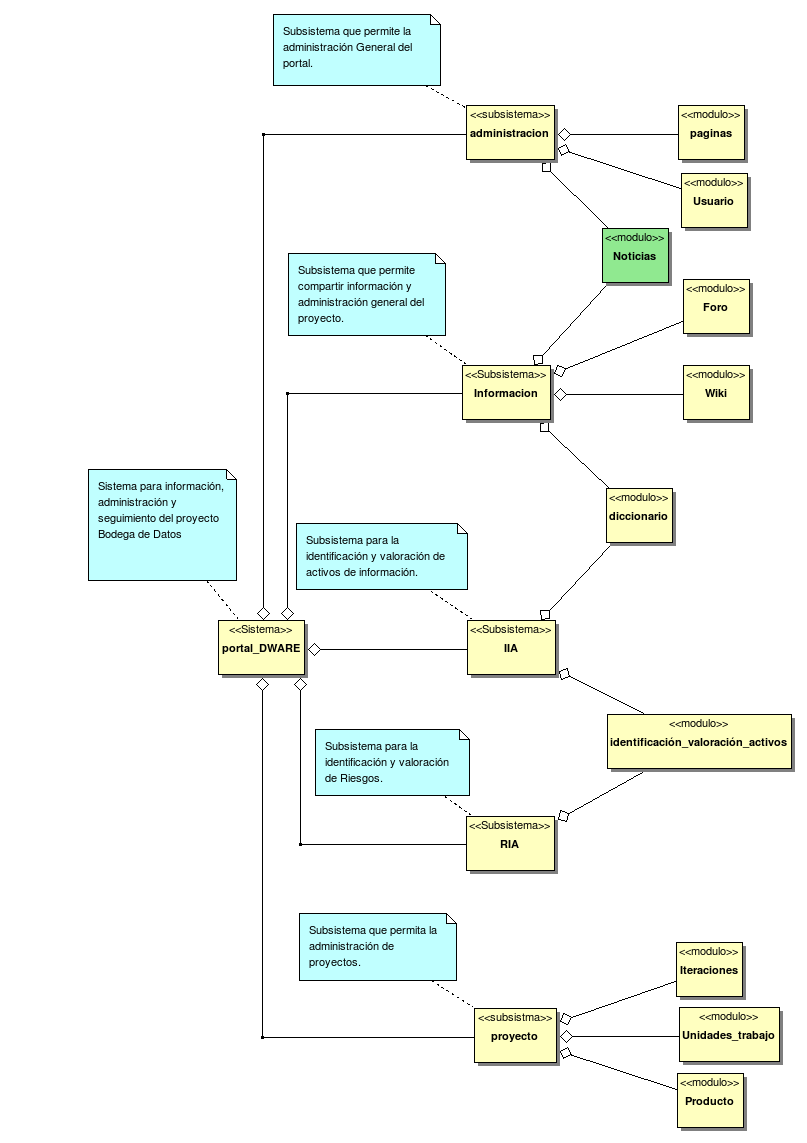 Subsistema que permite la
administración General del
portal.
<<subsistema>>
administracion
<<modulo>>
paginas
<<modulo>>
Usuario
<<modulo>>
Noticias
Subsistema que permite
compartir información y
administración general del
proyecto.
<<modulo>>
Foro
<<Subsistema>>
Informacion
<<modulo>>
Wiki
Sistema para información,
administración y
seguimiento del proyecto
Bodega de Datos
<<modulo>>
diccionario
Subsistema para la
identificación y valoración de
activos de información.
<<Sistema>>
portal_DWARE
<<Subsistema>>
IIA
<<modulo>>
identificación_valoración_activos
Subsistema para la
identificación y valoración
de Riesgos.
<<Subsistema>>
RIA
Subsistema que permita la
administración de
proyectos.
<<modulo>>
Iteraciones
<<subsistma>>
proyecto
<<modulo>>
Unidades_trabajo
<<modulo>>
Producto